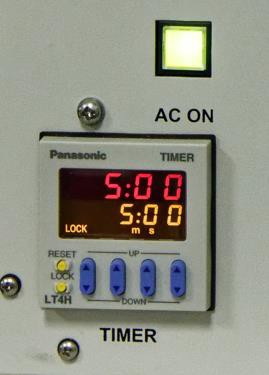 AC ON
Panasonic TIMER
5:00
5:00
LOCK m s
RESET
UP
LOCK
LT4H DOWN
TIMER